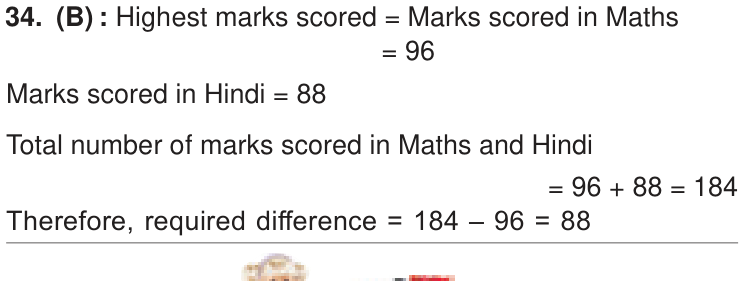 34. (B) : Highest marks scored = Marks scored in Maths
= 96
Marks scored in Hindi = 88
Total number of marks scored in Maths and Hindi
= 96 + 88 = 184
Therefore, required difference = 184 – 96 = 88